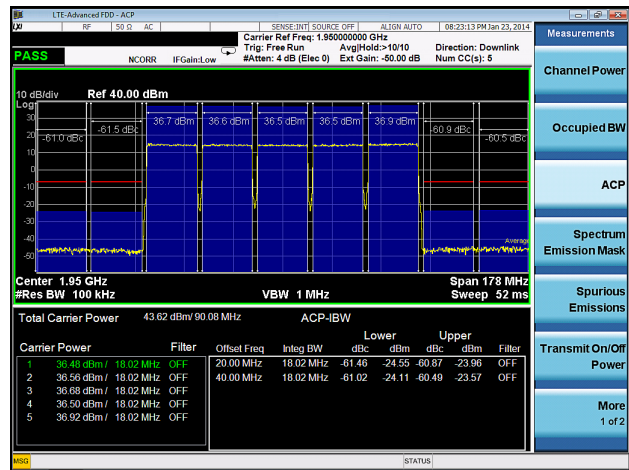 LTE-Advanced FDD - ACP
LXI RF 50 Ω AC SENSE:INT SOURCE OFF ALIGN AUTO 08:23:13 PM Jan 23, 2014
Carrier Ref Freq: 1.950000000 GHz
Trig: Free Run Avg|Hold:>10/10 Direction: Downlink
PASS NCORR IFGain:Low #Atten: 4 dB (Elec 0) Ext Gain: -50.00 dB Num CC(s): 5
10 dB/div Ref 40.00 dBm
Log
30
20
10
0
-10
-20
-30
-40
-50
-61.0 dBc -61.5 dBc 36.7 dBm 36.6 dBm 36.5 dBm 36.5 dBm 36.9 dBm -60.9 dBc -60.5 dBc
Average
Center 1.95 GHz Span 178 MHz
#Res BW 100 kHz VBW 1 MHz Sweep 52 ms
Total Carrier Power 43.62 dBm/ 90.08 MHz ACP-IBW
Lower Upper
Carrier Power Filter Offset Freq Integ BW dBc dBm dBc dBm Filter
1 36.48 dBm / 18.02 MHz OFF 20.00 MHz 18.02 MHz -61.46 -24.55 -60.87 -23.96 OFF
2 36.56 dBm / 18.02 MHz OFF 40.00 MHz 18.02 MHz -61.02 -24.11 -60.49 -23.57 OFF
3 36.68 dBm / 18.02 MHz OFF
4 36.50 dBm / 18.02 MHz OFF
5 36.92 dBm / 18.02 MHz OFF
MSG STATUS
Measurements
Channel Power
Occupied BW
ACP
Spectrum
Emission Mask
Spurious
Emissions
Transmit On/Off
Power
More
1 of 2